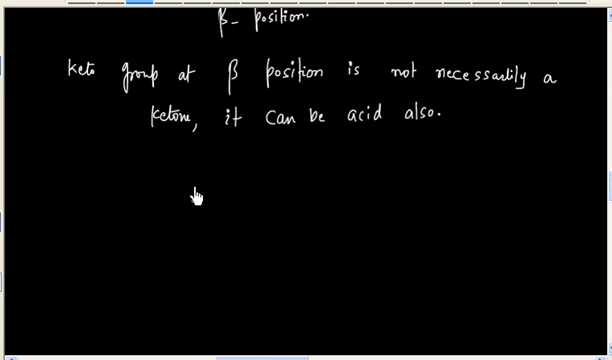 β- position.
keto group at β position is not necessarily a
ketone, it can be acid also.